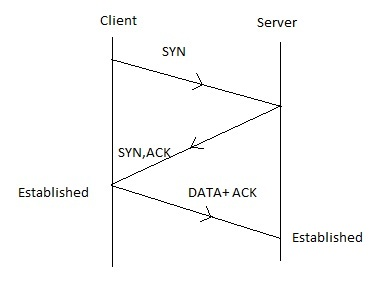 Client
Server
SYN
SYN,ACK
Established
DATA+ ACK
Established